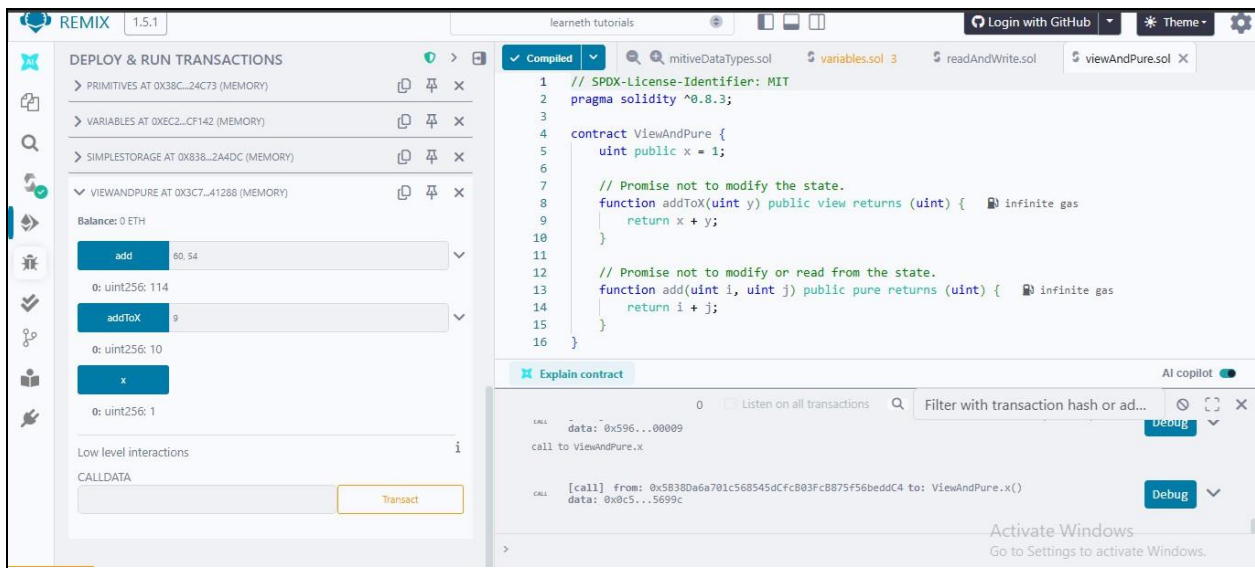 REMIX 1.5.1
learneth tutorials
Login with GitHub
Theme
DEPLOY & RUN TRANSACTIONS
PRIMITIVES AT 0X38C...24C73 (MEMORY)
VARIABLES AT 0XEC2...CF142 (MEMORY)
SIMPLESTORAGE AT 0X838...2A4DC (MEMORY)
VIEWANDPURE AT 0X3C7...41288 (MEMORY)
Balance: 0 ETH
add 60, 54
0: uint256: 114
addToX 9
0: uint256: 10
x
0: uint256: 1
Low level interactions i
CALLDATA
Transact
Compiled
mitiveDataTypes.sol
variables.sol 3
readAndWrite.sol
viewAndPure.sol
1 // SPDX-License-Identifier: MIT
2 pragma solidity ^0.8.3;
3
4 contract ViewAndPure {
5 uint public x = 1;
6
7 // Promise not to modify the state.
8 function addToX(uint y) public view returns (uint) { infinite gas
9 return x + y;
10 }
11
12 // Promise not to modify or read from the state.
13 function add(uint i, uint j) public pure returns (uint) { infinite gas
14 return i + j;
15 }
16 }
Explain contract
AI copilot
0 Listen on all transactions Filter with transaction hash or ad...
CALL data: 0x596...00009 Debug
call to ViewAndPure.x
CALL [call] from: 0x5B38Da6a701c568545dCfcB03FcB875f56beddC4 to: ViewAndPure.x()
data: 0x0c5...5699c
Debug
>
Activate Windows
Go to Settings to activate Windows.